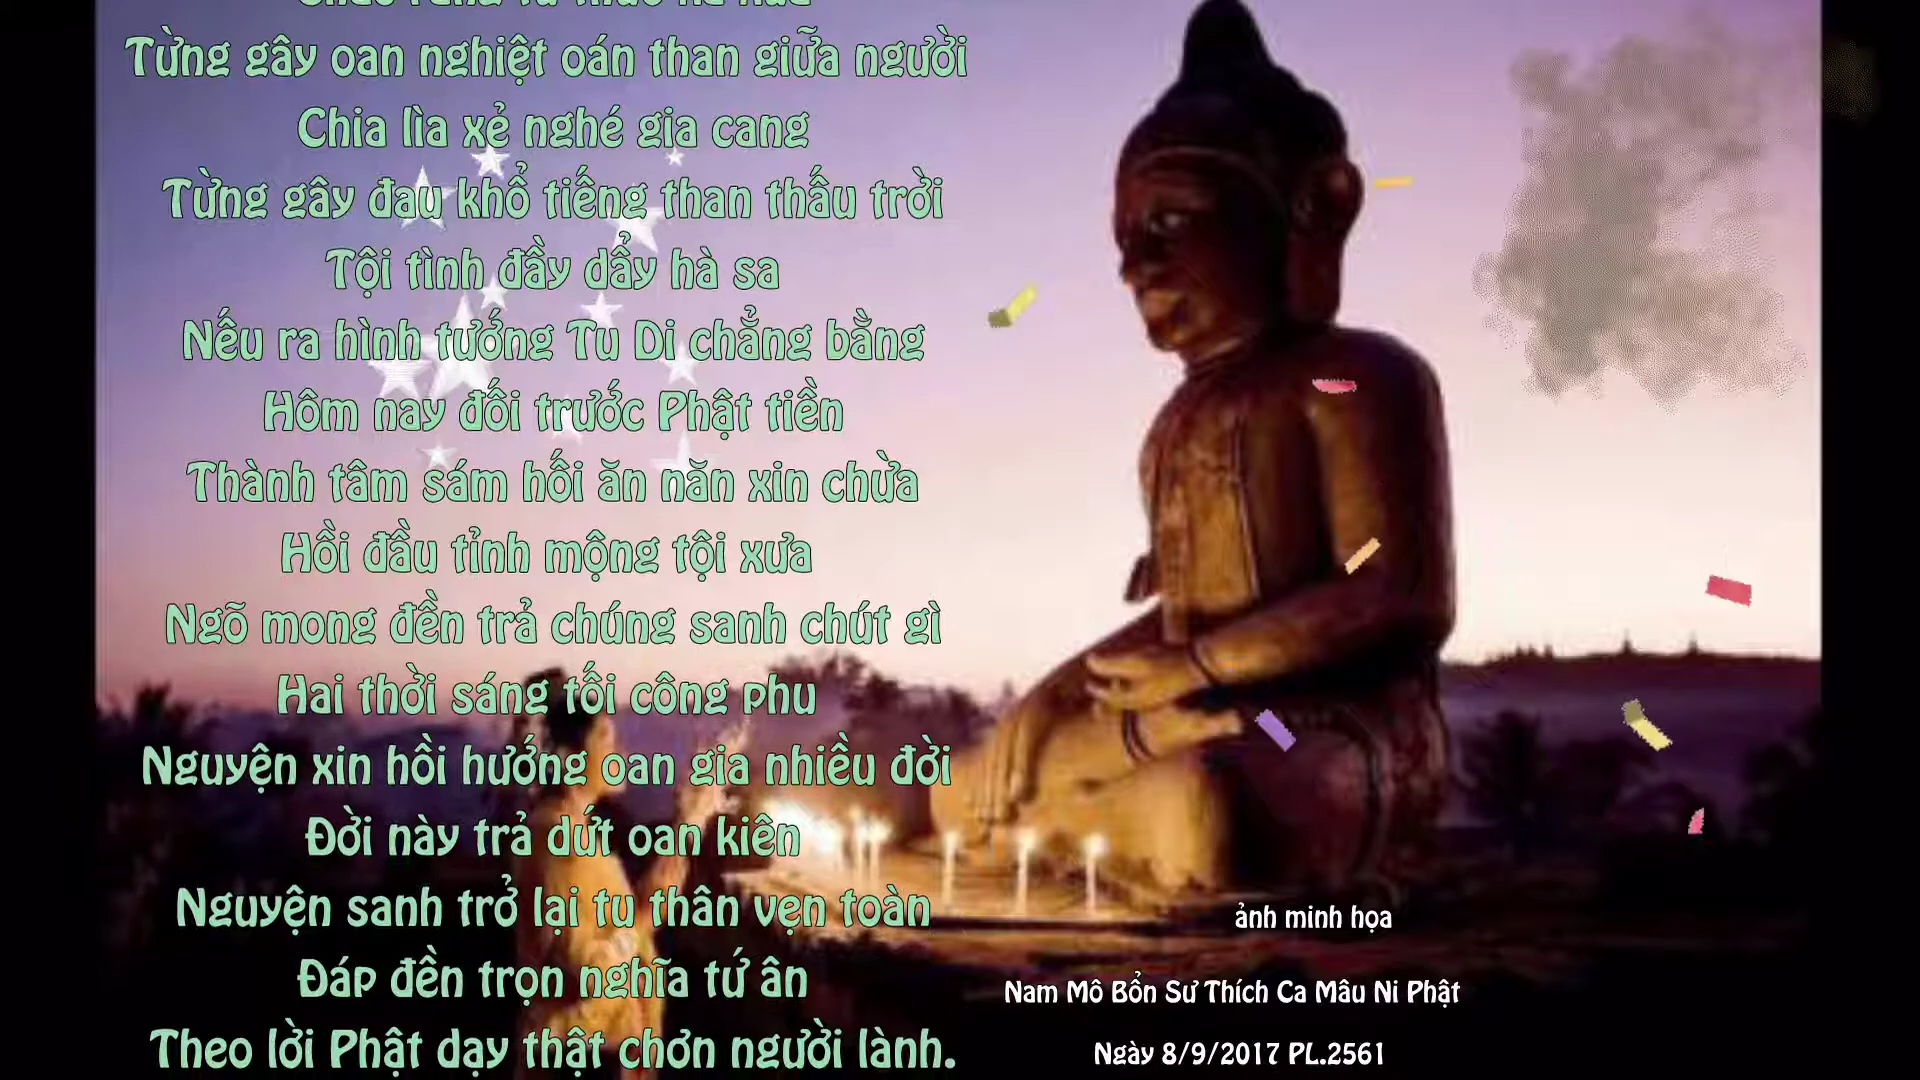 Từng gây oan nghiệt oán than giữa người
Chia lìa xẻ nghé gia cang
Từng gây đau khổ tiếng than thấu trời
Tội tình đầy dẩy hà sa
Nếu ra hình tướng Tu Di chẳng bằng
Hôm nay đối trước Phật tiền
Thành tâm sám hối ăn năn xin chừa
Hồi đầu tỉnh mộng tội xưa
Ngõ mong đền trả chúng sanh chút gì
Hai thời sáng tối công phu
Nguyện xin hồi hướng oan gia nhiều đời
Đời này trả dứt oan kiên
Nguyện sanh trở lại tu thân vẹn toàn
Đáp đền trọn nghĩa tứ ân
Theo lời Phật dạy thật chơn người lành.
ảnh minh họa
Nam Mô Bổn Sư Thích Ca Mâu Ni Phật
Ngày 8/9/2017 PL.2561